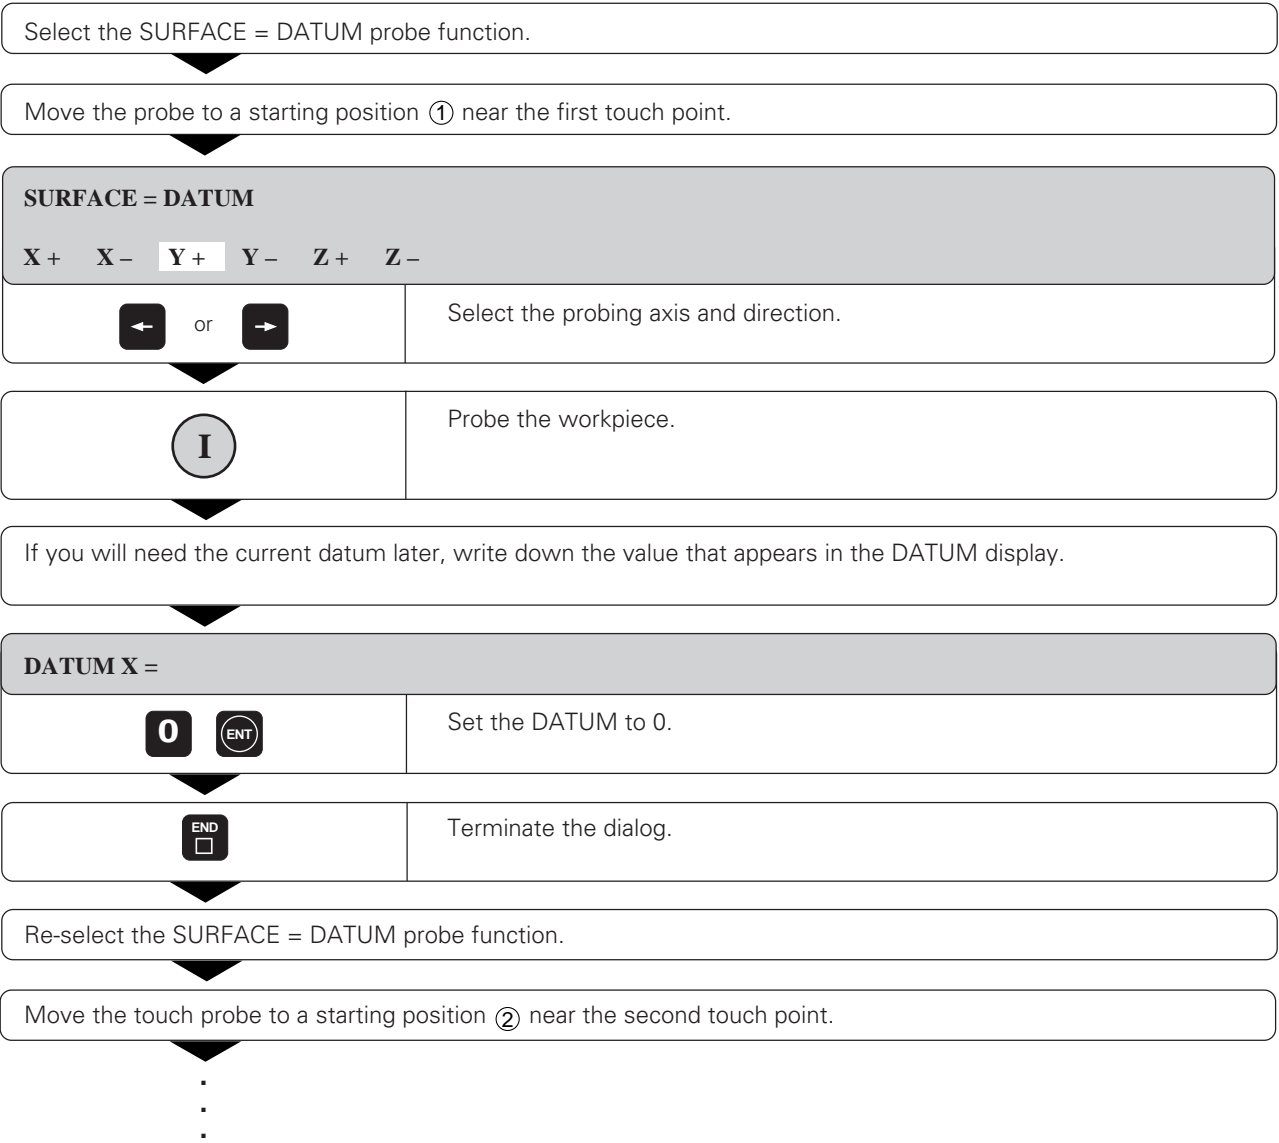 Select the SURFACE = DATUM probe function.
Move the probe to a starting position ① near the first touch point.
SURFACE = DATUM
X + X – Y + Y – Z + Z –
← or → Select the probing axis and direction.
I Probe the workpiece.
If you will need the current datum later, write down the value that appears in the DATUM display.
DATUM X =
0 ENT Set the DATUM to 0.
END Terminate the dialog.
Re-select the SURFACE = DATUM probe function.
Move the touch probe to a starting position ② near the second touch point.